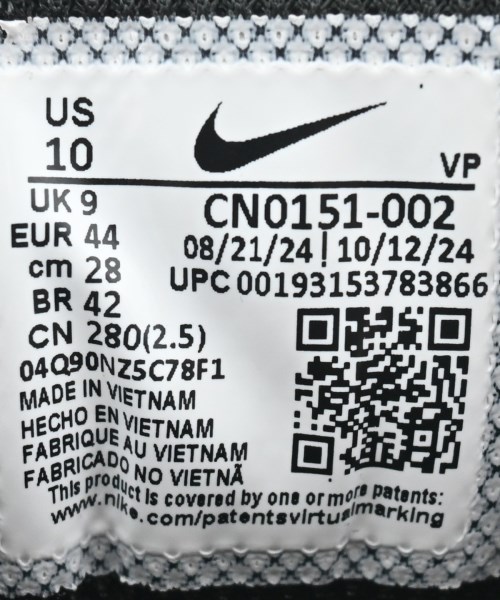 US
10
VP
UK 9
EUR 44
cm 28
BR 42
CN 280(2.5)
CN0151-002
08/21/24 | 10/12/24
UPC 00193153783866
04Q90NZ5C78F1
MADE IN VIETNAM
HECHO EN VIETNAM
FABRIQUE AU VIETNAM
FABRICADO NO VIETNÃ
This product is covered by one or more patents:
www.nike.com/patentsvirtualmarking